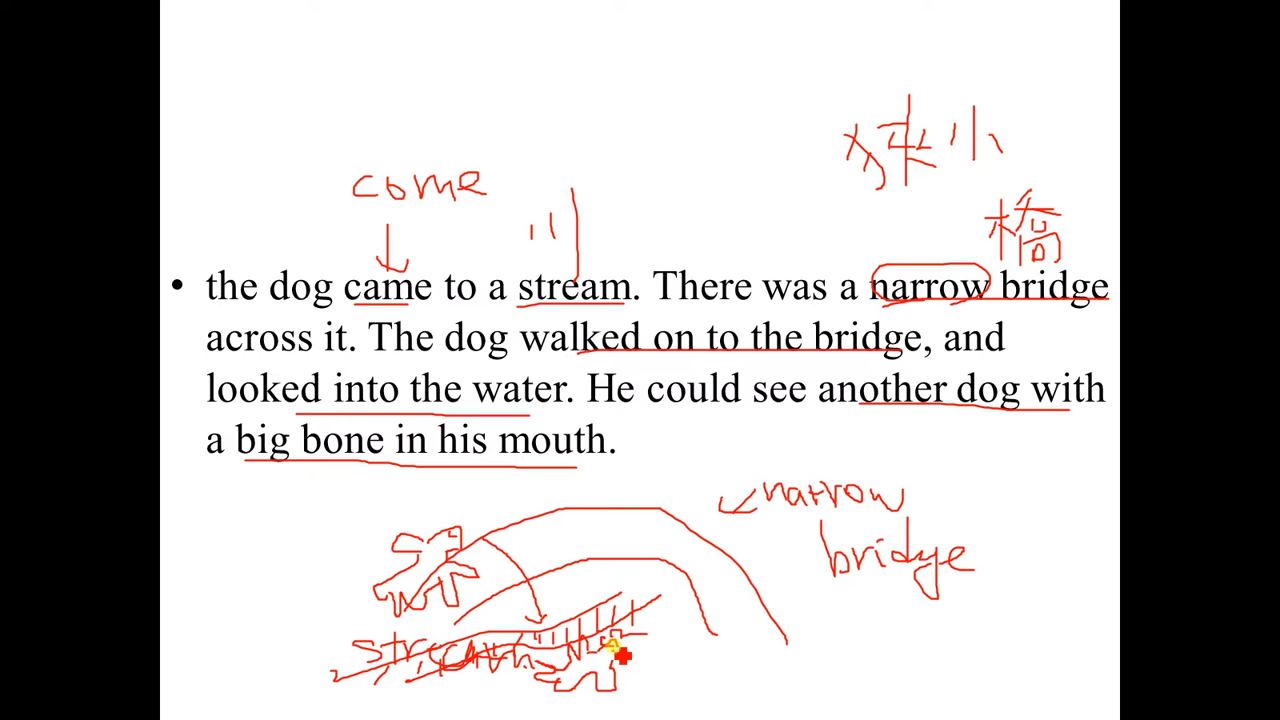 小
come
川
橋
• the dog came to a stream. There was a narrow bridge
across it. The dog walked on to the bridge, and
looked into the water. He could see another dog with
a big bone in his mouth.
narrow
bridge
stream